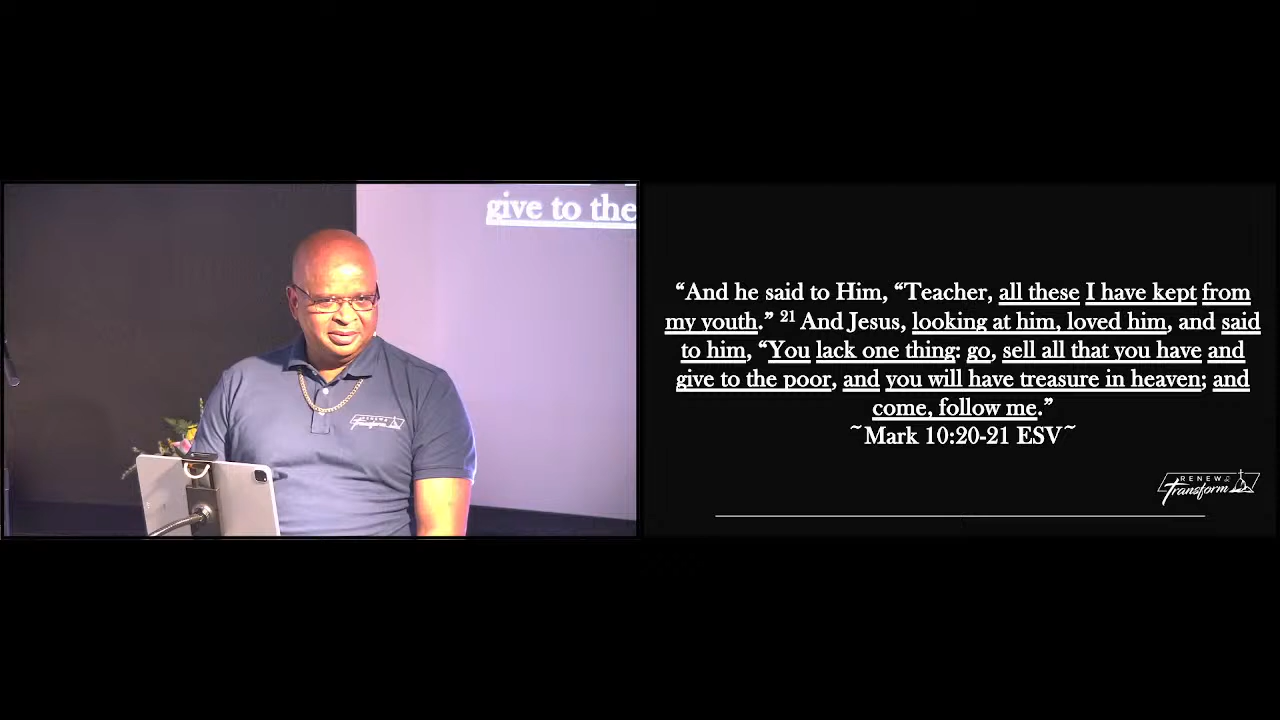 give to the
RENEW &
Transform
“And he said to Him, “Teacher, all these I have kept from
my youth.” 21 And Jesus, looking at him, loved him, and said
to him, “You lack one thing: go, sell all that you have and
give to the poor, and you will have treasure in heaven; and
come, follow me.”
~Mark 10:20-21 ESV~
RENEW &
Transform